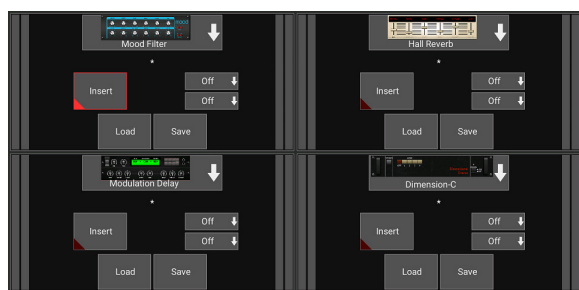 Mood Filter
*
Insert
Off
Off
Load
Save
Hall Reverb
*
Insert
Off
Off
Load
Save
Modulation Delay
*
Insert
Off
Off
Load
Save
Dimension-C
*
Insert
Off
Off
Load
Save